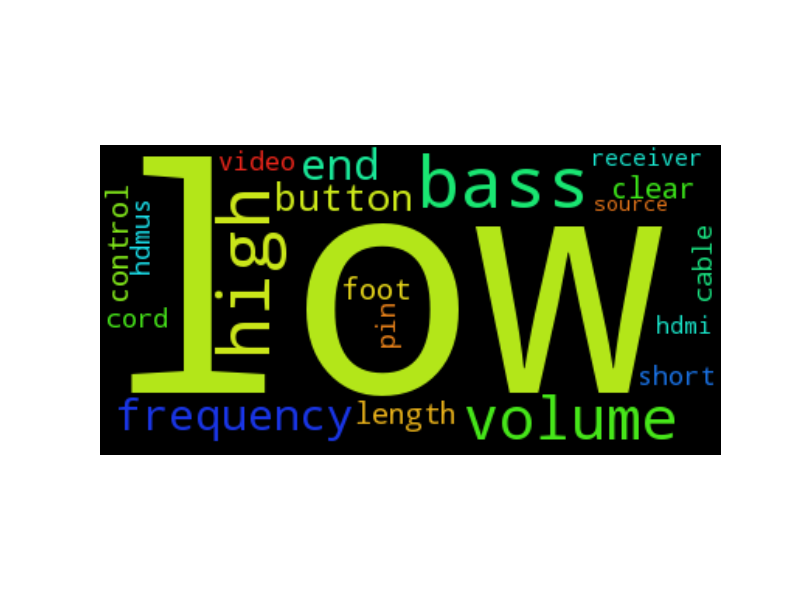 video
end
bass
receiver
clear
source
button
high
control
hdmus
low
cable
foot
pin
cord
hdmi
short
frequency
length
volume